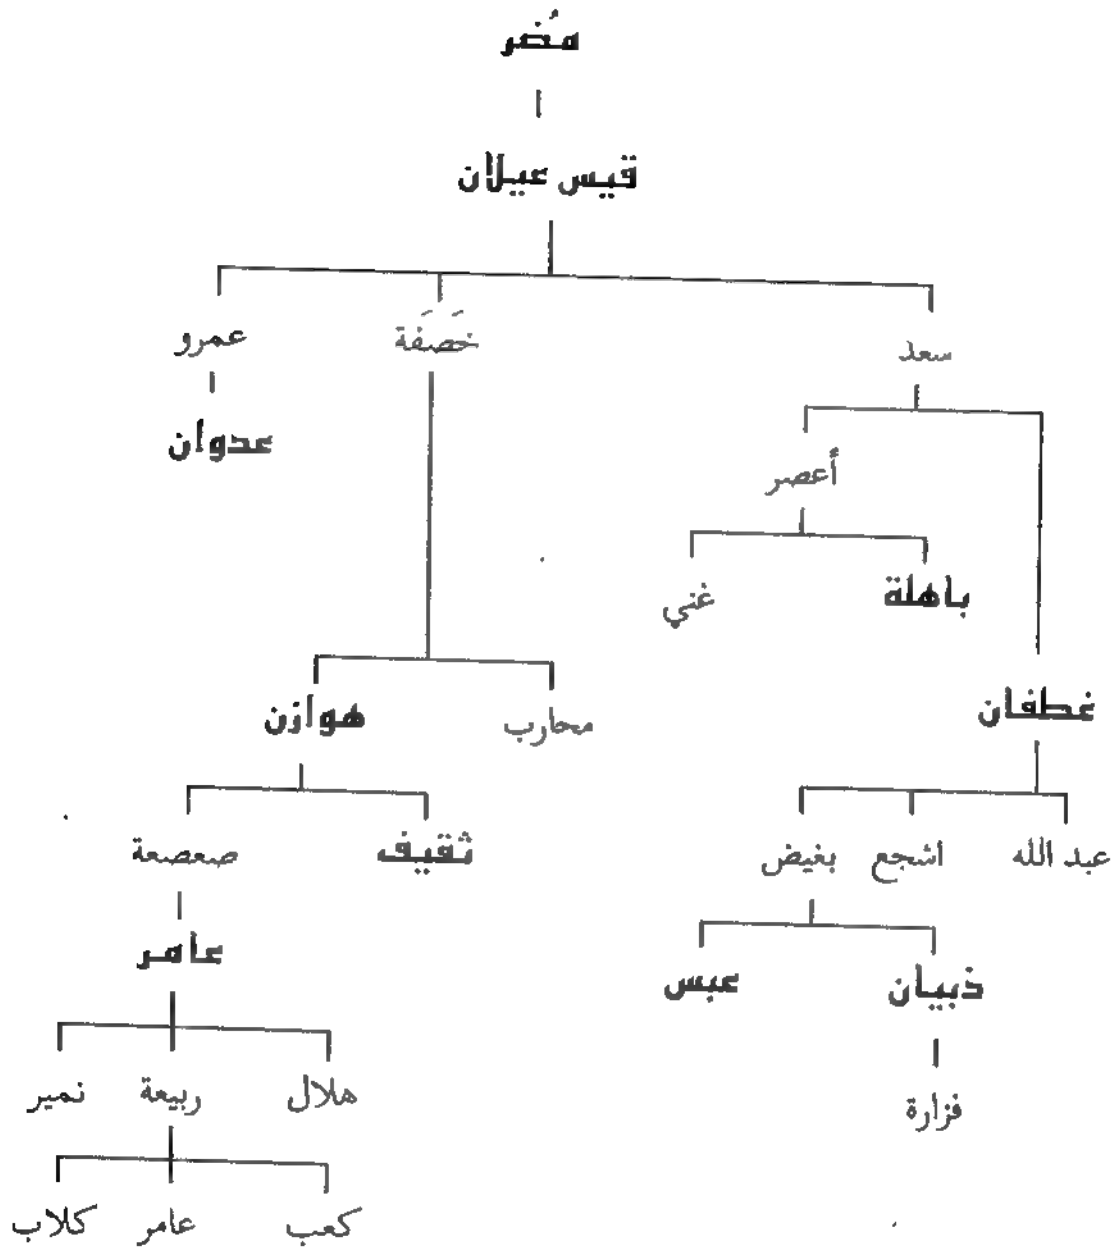 مُضر
قيس عيلان
سعد خَصَفَة عمرو
عدوان
أعصر
باهلة غني
غطفان محارب هوازن
عبد الله اشجع بغيض ثقيف صعصعة
ذبيان عبس عامر
فزارة هلال ربيعة نمير
كعب عامر كلاب